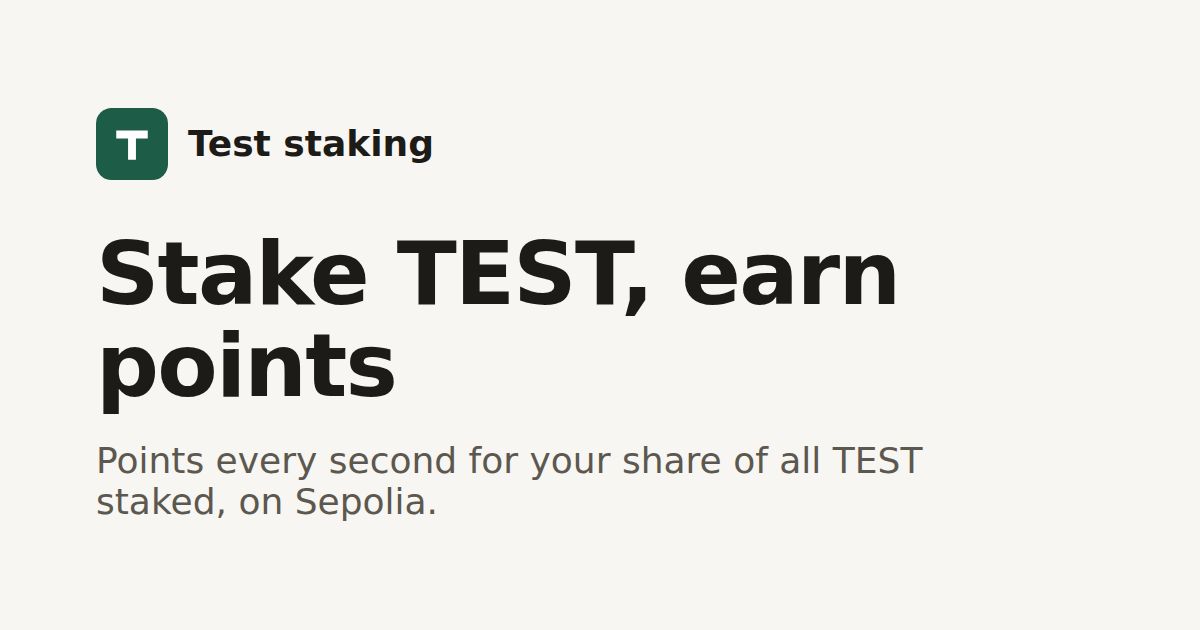 T
Test staking
Stake TEST, earn
points
Points every second for your share of all TEST
staked, on Sepolia.